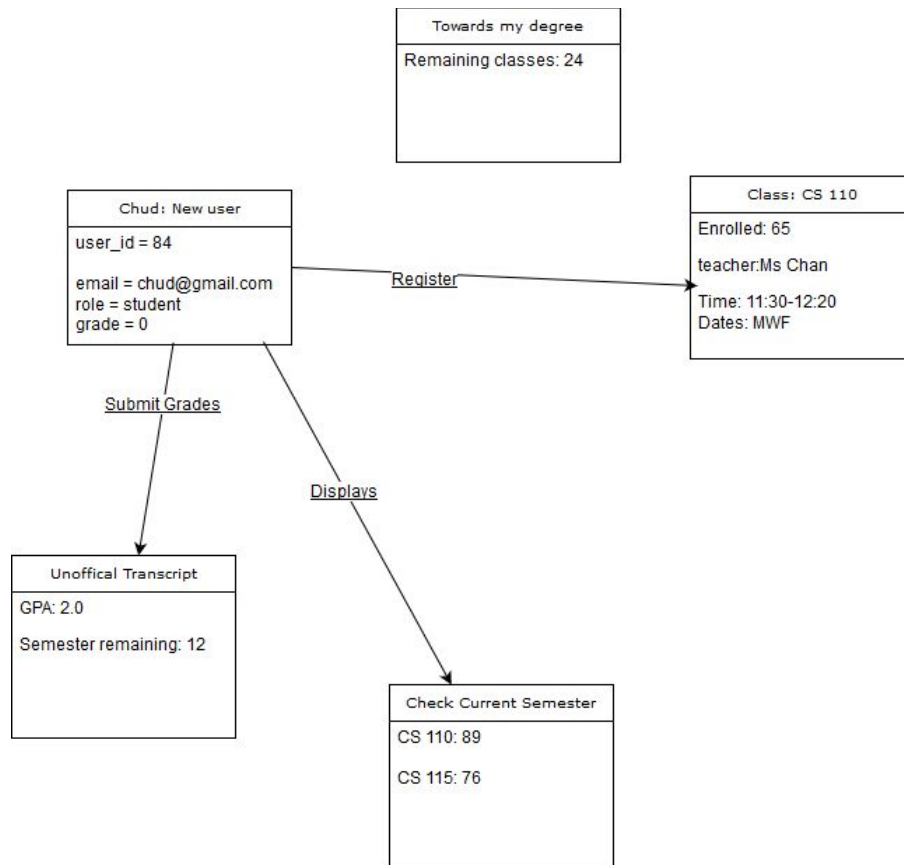 Towards my degree
Remaining classes: 24
Chud: New user
user_id = 84
email = chud@gmail.com
role = student
grade = 0
Register
Class: CS 110
Enrolled: 65
teacher:Ms Chan
Time: 11:30-12:20
Dates: MWF
Submit Grades
Displays
Unoffical Transcript
GPA: 2.0
Semester remaining: 12
Check Current Semester
CS 110: 89
CS 115: 76